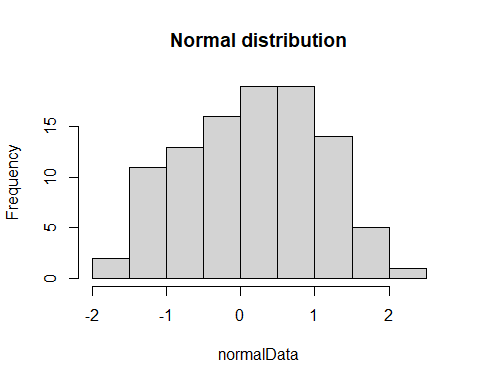 Normal distribution
Frequency
15
10
5
0
-2 -1 0 1 2
normalData